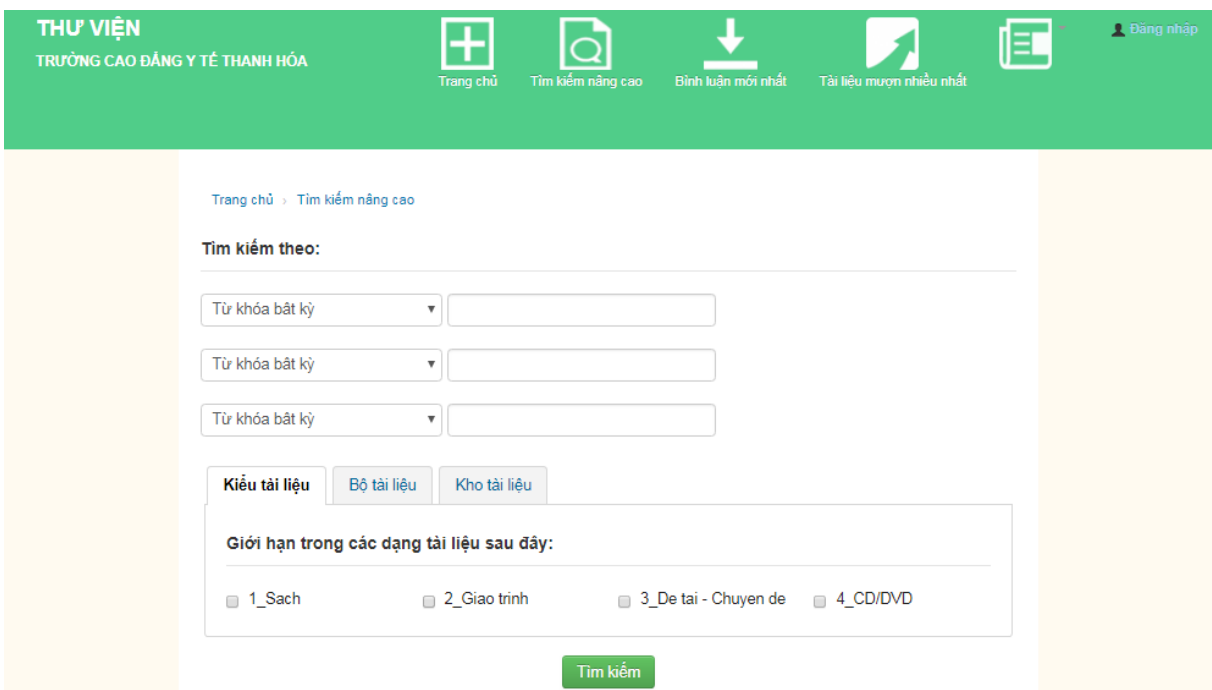 THƯ VIỆN
TRƯỜNG CAO ĐẲNG Y TẾ THANH HÓA
Trang chủ Tìm kiếm nâng cao Bình luận mới nhất Tài liệu mượn nhiều nhất
Đăng nhập
Trang chủ › Tìm kiếm nâng cao
Tìm kiếm theo:
Từ khóa bất kỳ
Từ khóa bất kỳ
Từ khóa bất kỳ
Kiểu tài liệu Bộ tài liệu Kho tài liệu
Giới hạn trong các dạng tài liệu sau đây:
1_Sach 2_Giao trinh 3_De tai - Chuyen de 4_CD/DVD
Tìm kiếm